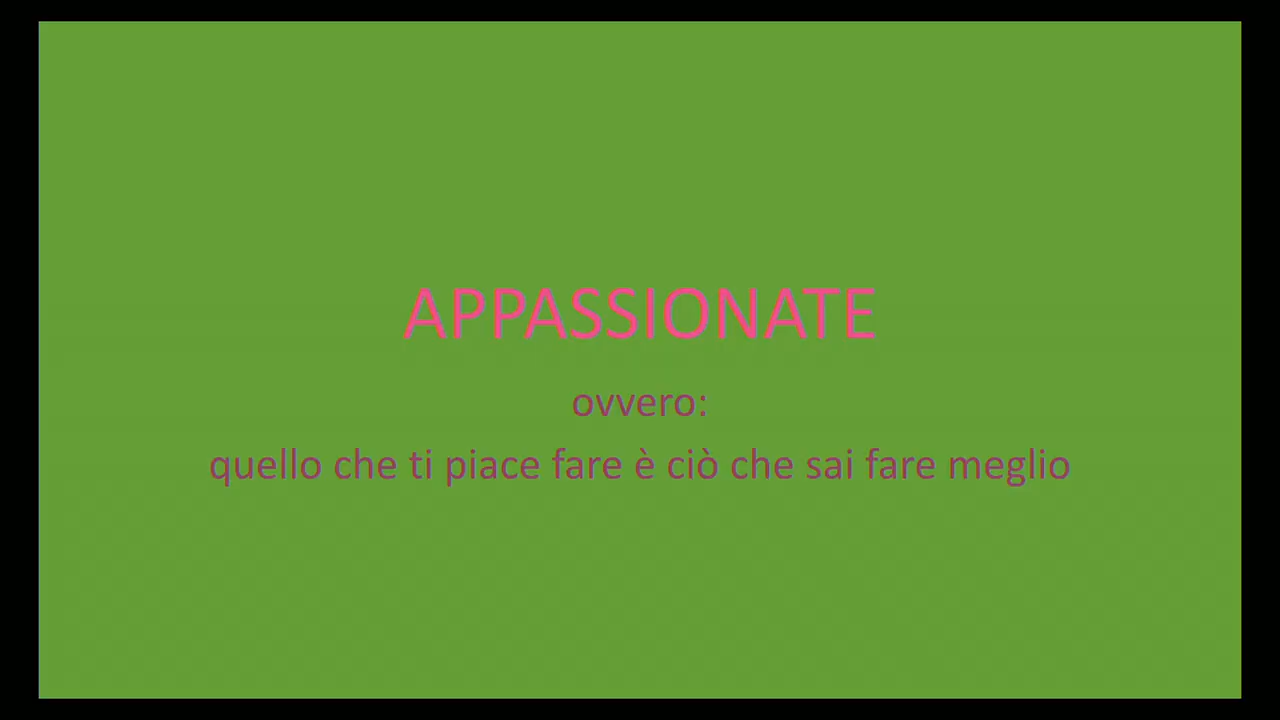 APPASSIONATE
ovvero:
quello che ti piace fare è ciò che sai fare meglio